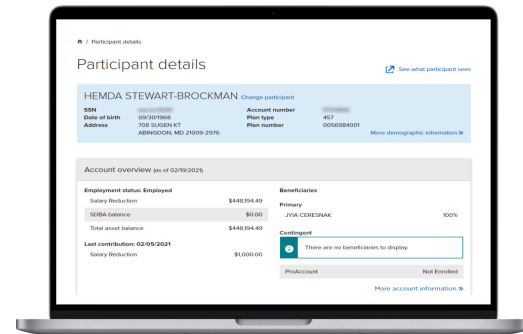 / Participant details
Participant details
See what participant sees
HEMDA STEWART-BROCKMAN Change participant
SSN
Account number
Date of birth 09/30/1968 Plan type 457
Address 708 SUGEN KT Plan number 0056984001
ABINGDON, MD 21009-2976
More demographic information »
Account overview (as of 02/19/2021)
Employment status: Employed
Salary Reduction $448,194.49
SDBA balance $0.00
Total asset balance $448,194.49
Last contribution: 02/05/2021
Salary Reduction $1,000.00
Beneficiaries
Primary
JYIA CERESNAK 100%
Contingent
There are no beneficiaries to display.
ProAccount Not Enrolled
More account information »